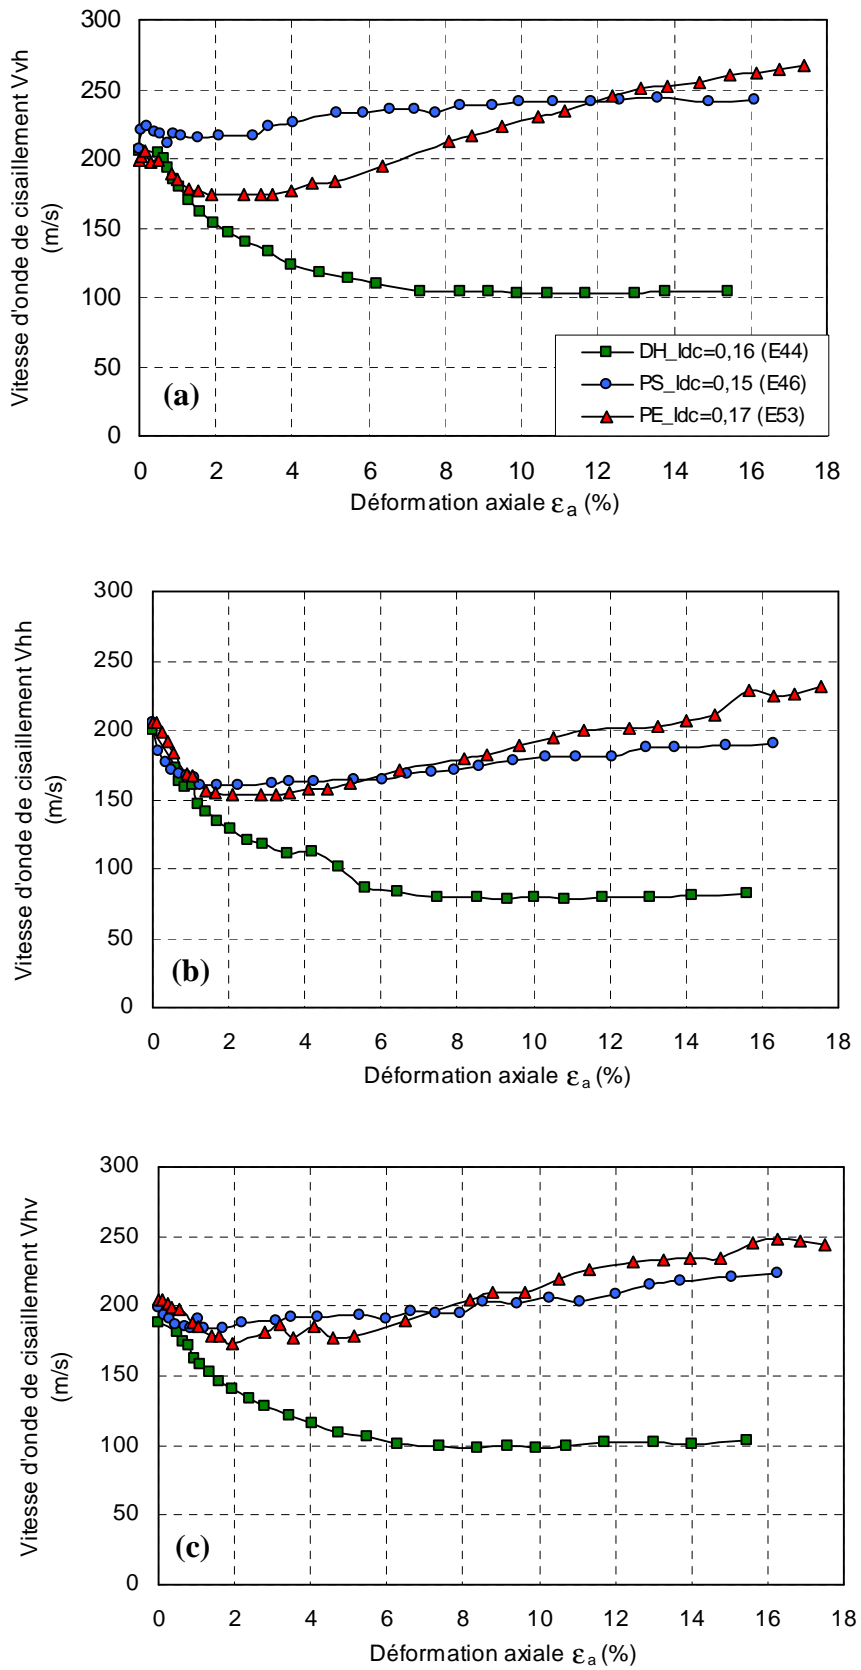 300
250
200
150
100
50
0
Vitesse d'onde de cisaillement Vvh
(m/s)
(a)
DH_Idc=0,16 (E44)
PS_Idc=0,15 (E46)
PE_Idc=0,17 (E53)
0 2 4 6 8 10 12 14 16 18
Déformation axiale εa (%)
300
250
200
150
100
50
0
Vitesse d'onde de cisaillement Vhh
(m/s)
(b)
0 2 4 6 8 10 12 14 16 18
Déformation axiale εa (%)
300
250
200
150
100
50
0
Vitesse d'onde de cisaillement Vhv
(m/s)
(c)
0 2 4 6 8 10 12 14 16 18
Déformation axiale εa (%)